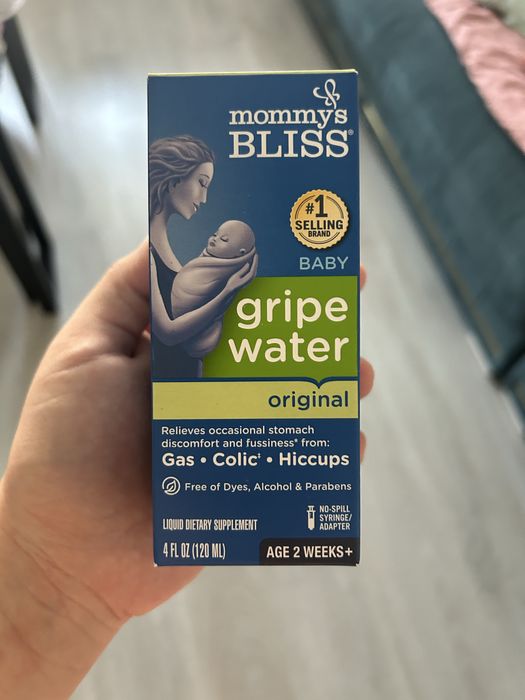 mommy's
BLISS®
#1
SELLING
BRAND
BABY
gripe
water
original
Relieves occasional stomach
discomfort and fussiness* from:
Gas • Colic‡ • Hiccups
Free of Dyes, Alcohol & Parabens
LIQUID DIETARY SUPPLEMENT
4 FL OZ (120 ML)
NO-SPILL
SYRINGE/
ADAPTER
AGE 2 WEEKS+